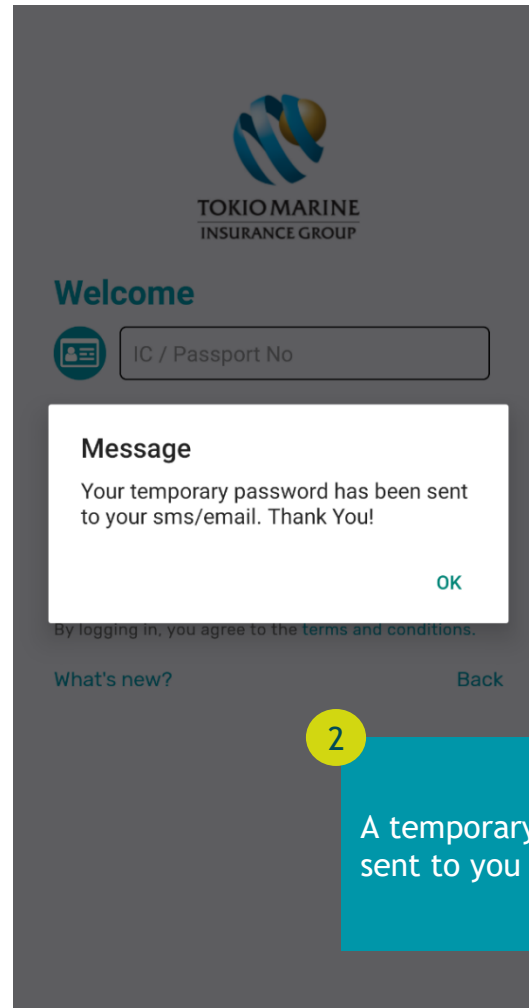 TOKIO MARINE
INSURANCE GROUP
Welcome
IC / Passport No
Message
Your temporary password has been sent
to your sms/email. Thank You!
OK
By logging in, you agree to the terms and conditions.
What's new?
Back
2
A temporary
sent to you